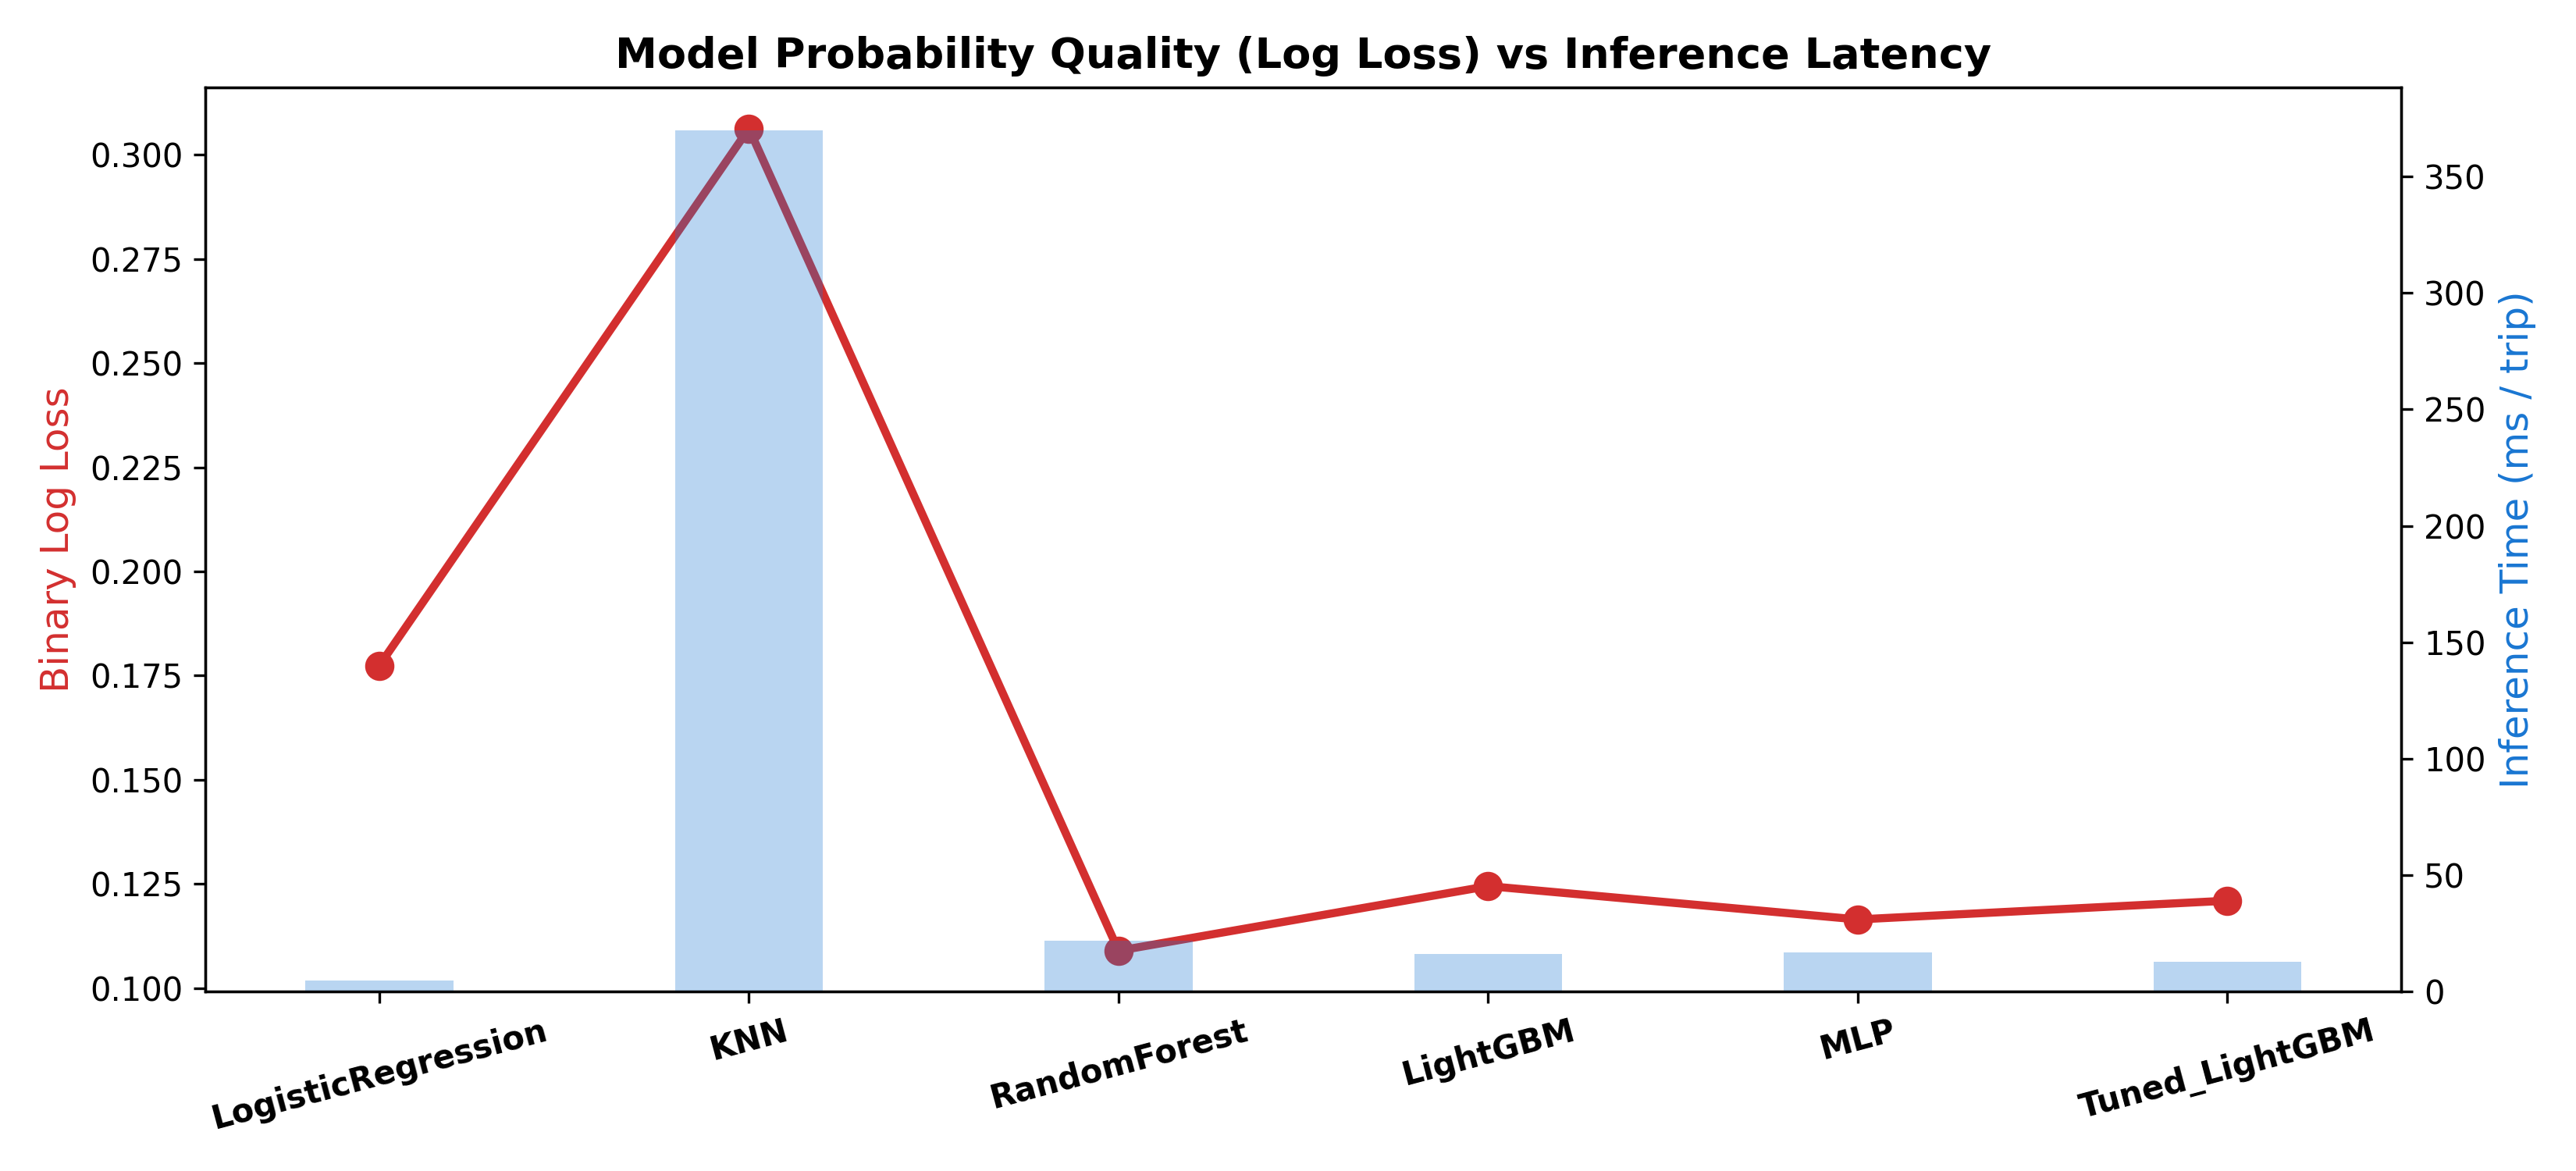 Model Probability Quality (Log Loss) vs Inference Latency
Binary Log Loss
0.300
0.275
0.250
0.225
0.200
0.175
0.150
0.125
0.100
350
300
250
200
150
100
50
0
Inference Time (ms / trip)
LogisticRegression
KNN
RandomForest
LightGBM
MLP
Tuned_LightGBM